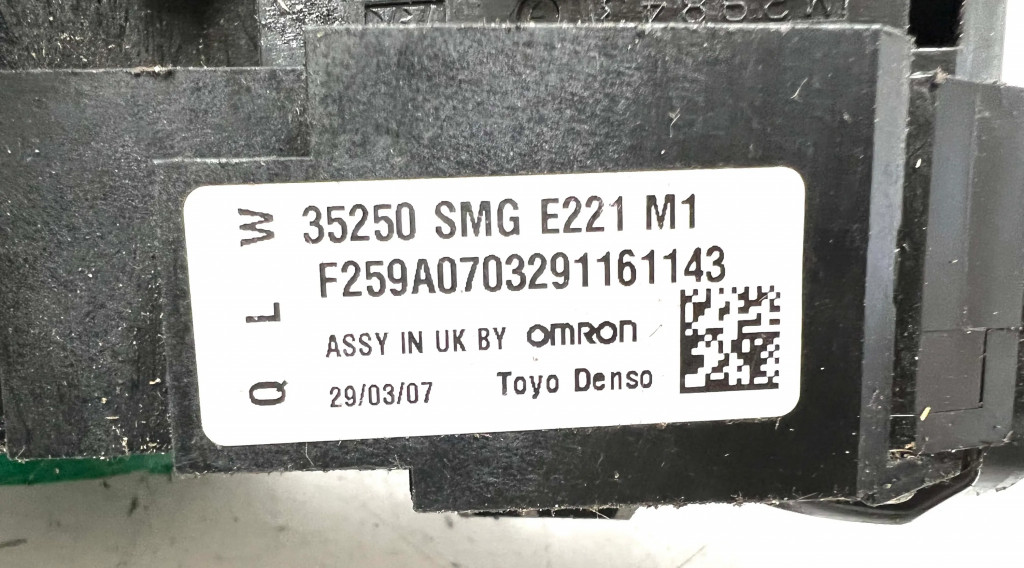 35250 SMG E221 M1
F259A0703291161143
ASSY IN UK BY OMRON
29/03/07 Toyo Denso
Q L W